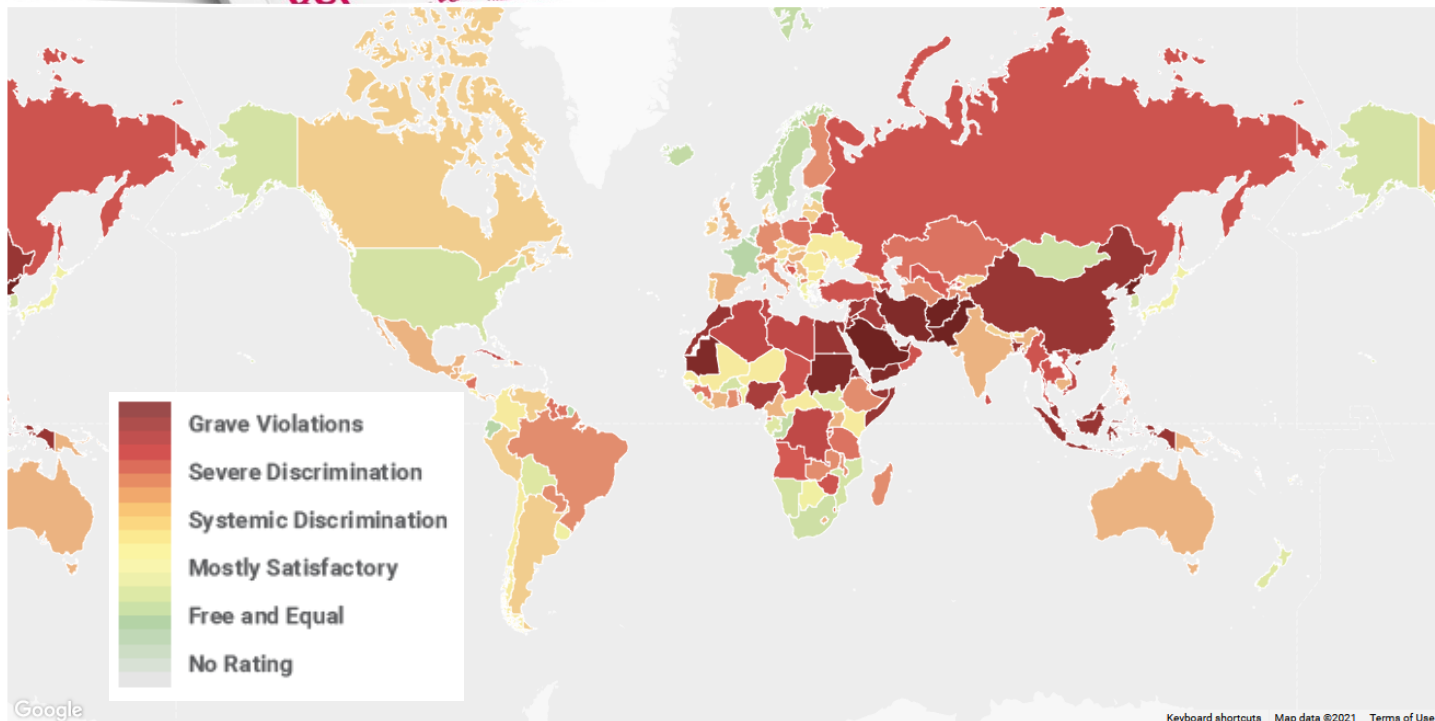 Grave Violations
Severe Discrimination
Systemic Discrimination
Mostly Satisfactory
Free and Equal
No Rating
Google
Keyboard shortcuts Map data ©2021 Terms of Use